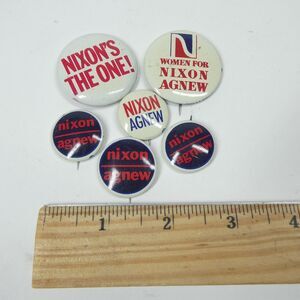 NIXON'S
THE ONE!
N
WOMEN FOR
NIXON
AGNEW
NIXON
AGNEW
nixon
agnew
nixon
agnew
nixon
agnew
1
2
3
4